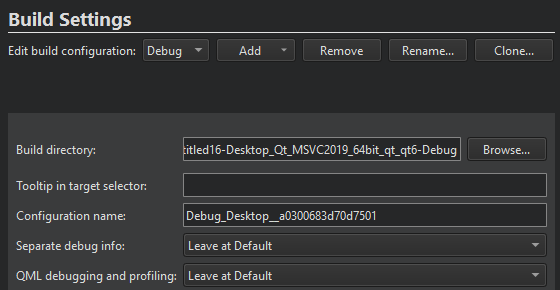 Build Settings
Edit build configuration: Debug Add Remove Rename... Clone...
Build directory: titled16-Desktop_Qt_MSVC2019_64bit_qt_qt6-Debug Browse...
Tooltip in target selector:
Configuration name: Debug_Desktop__a0300683d70d7501
Separate debug info: Leave at Default
QML debugging and profiling: Leave at Default